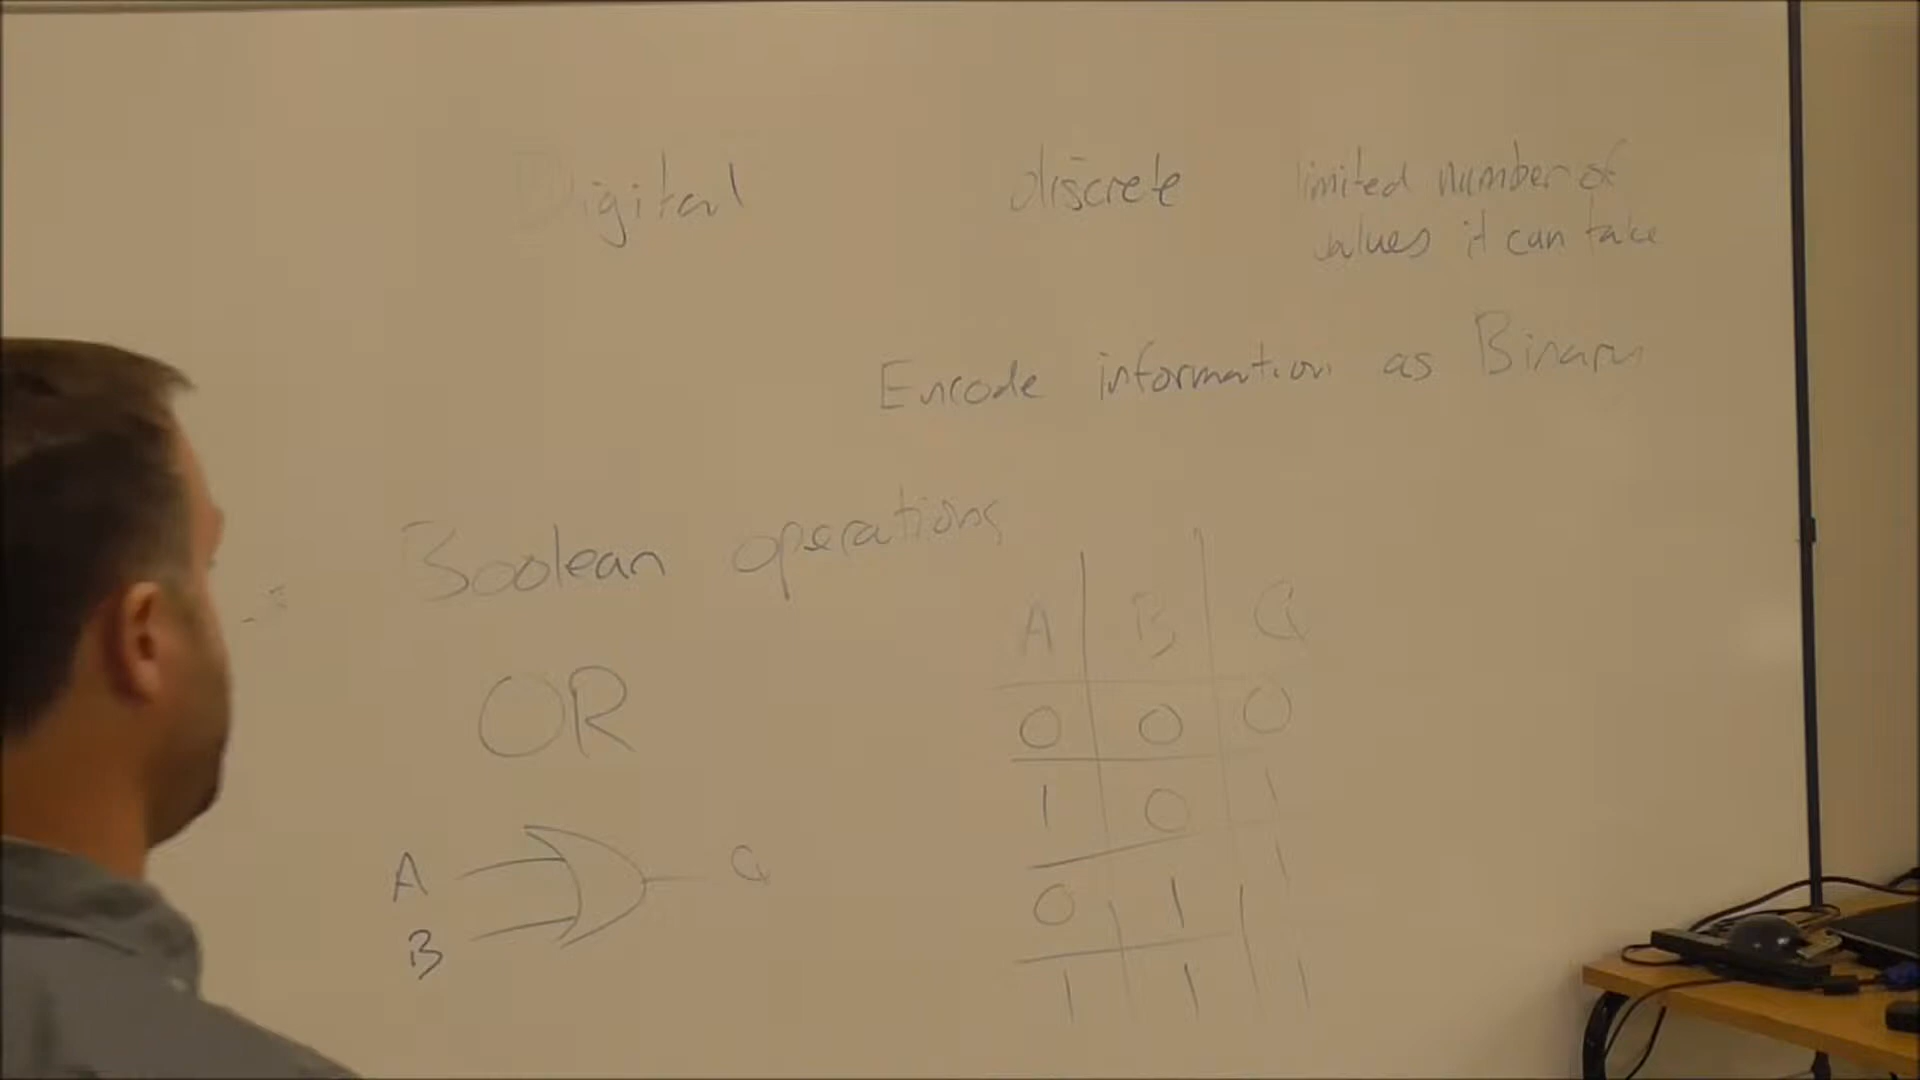 Digital discrete limited number of
values it can take
Encode information as Binary
Boolean operations
A B Q
OR
0 0 0
1 0 1
A Q
0 1 1
B
1 1 1